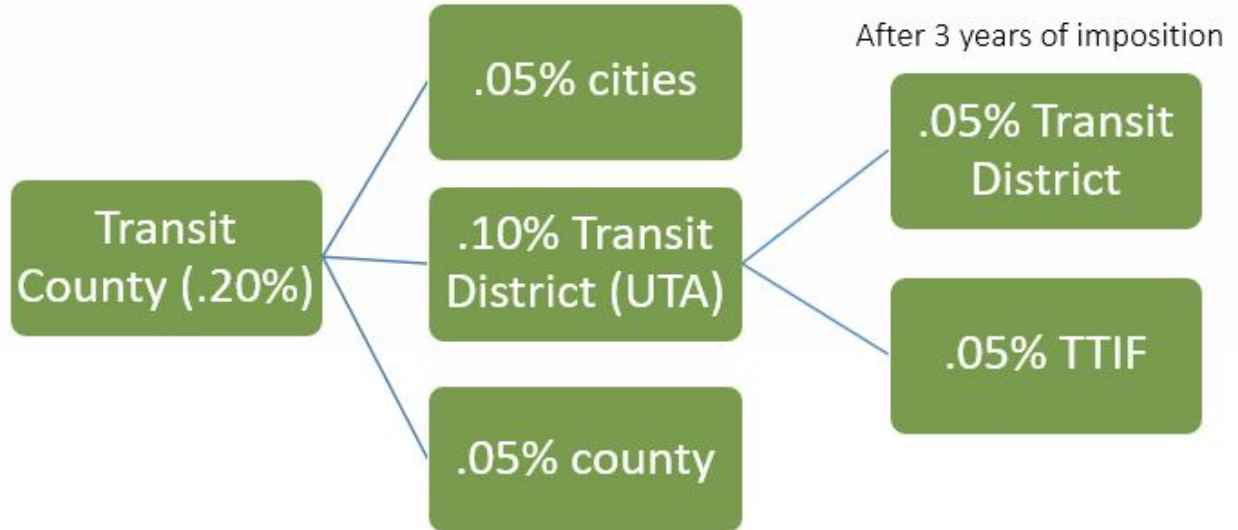 Transit
County (.20%)
.05% cities
.10% Transit
District (UTA)
.05% county
After 3 years of imposition
.05% Transit
District
.05% TTIF